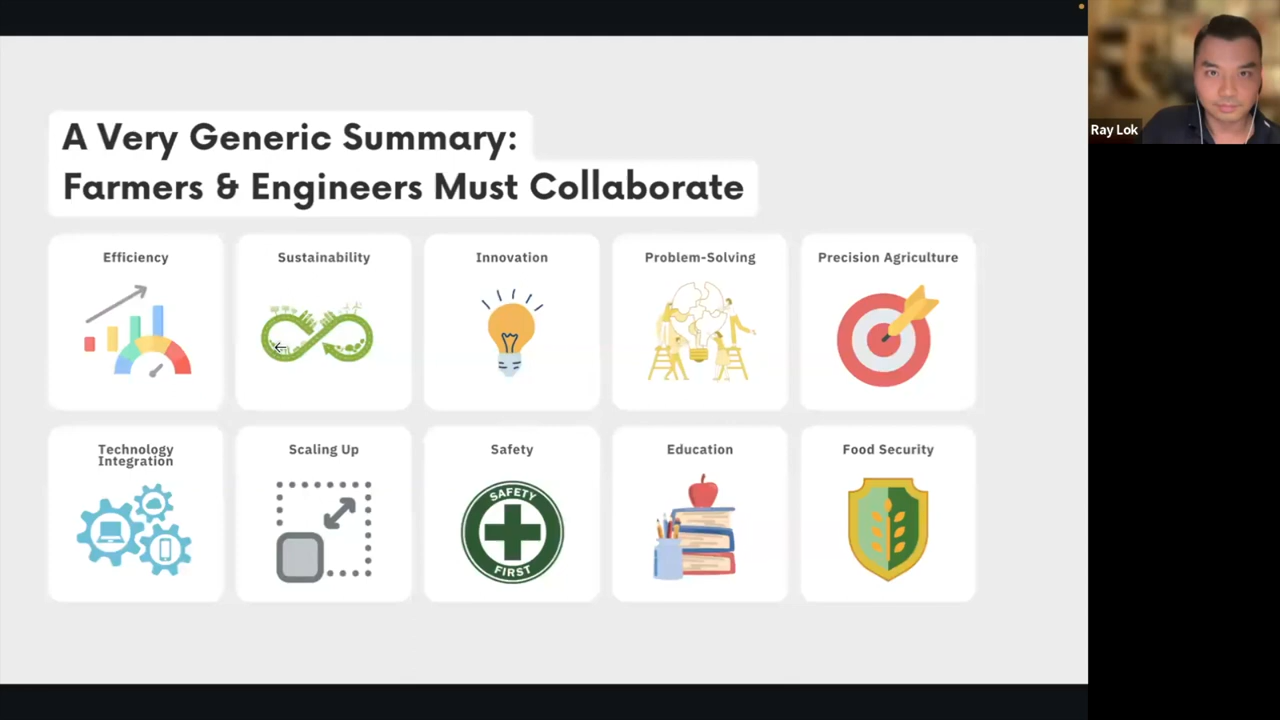 A Very Generic Summary:
Farmers & Engineers Must Collaborate
Efficiency
Sustainability
Innovation
Problem-Solving
Precision Agriculture
Technology
Integration
Scaling Up
Safety
Education
Food Security
SAFETY
FIRST
Ray Lok